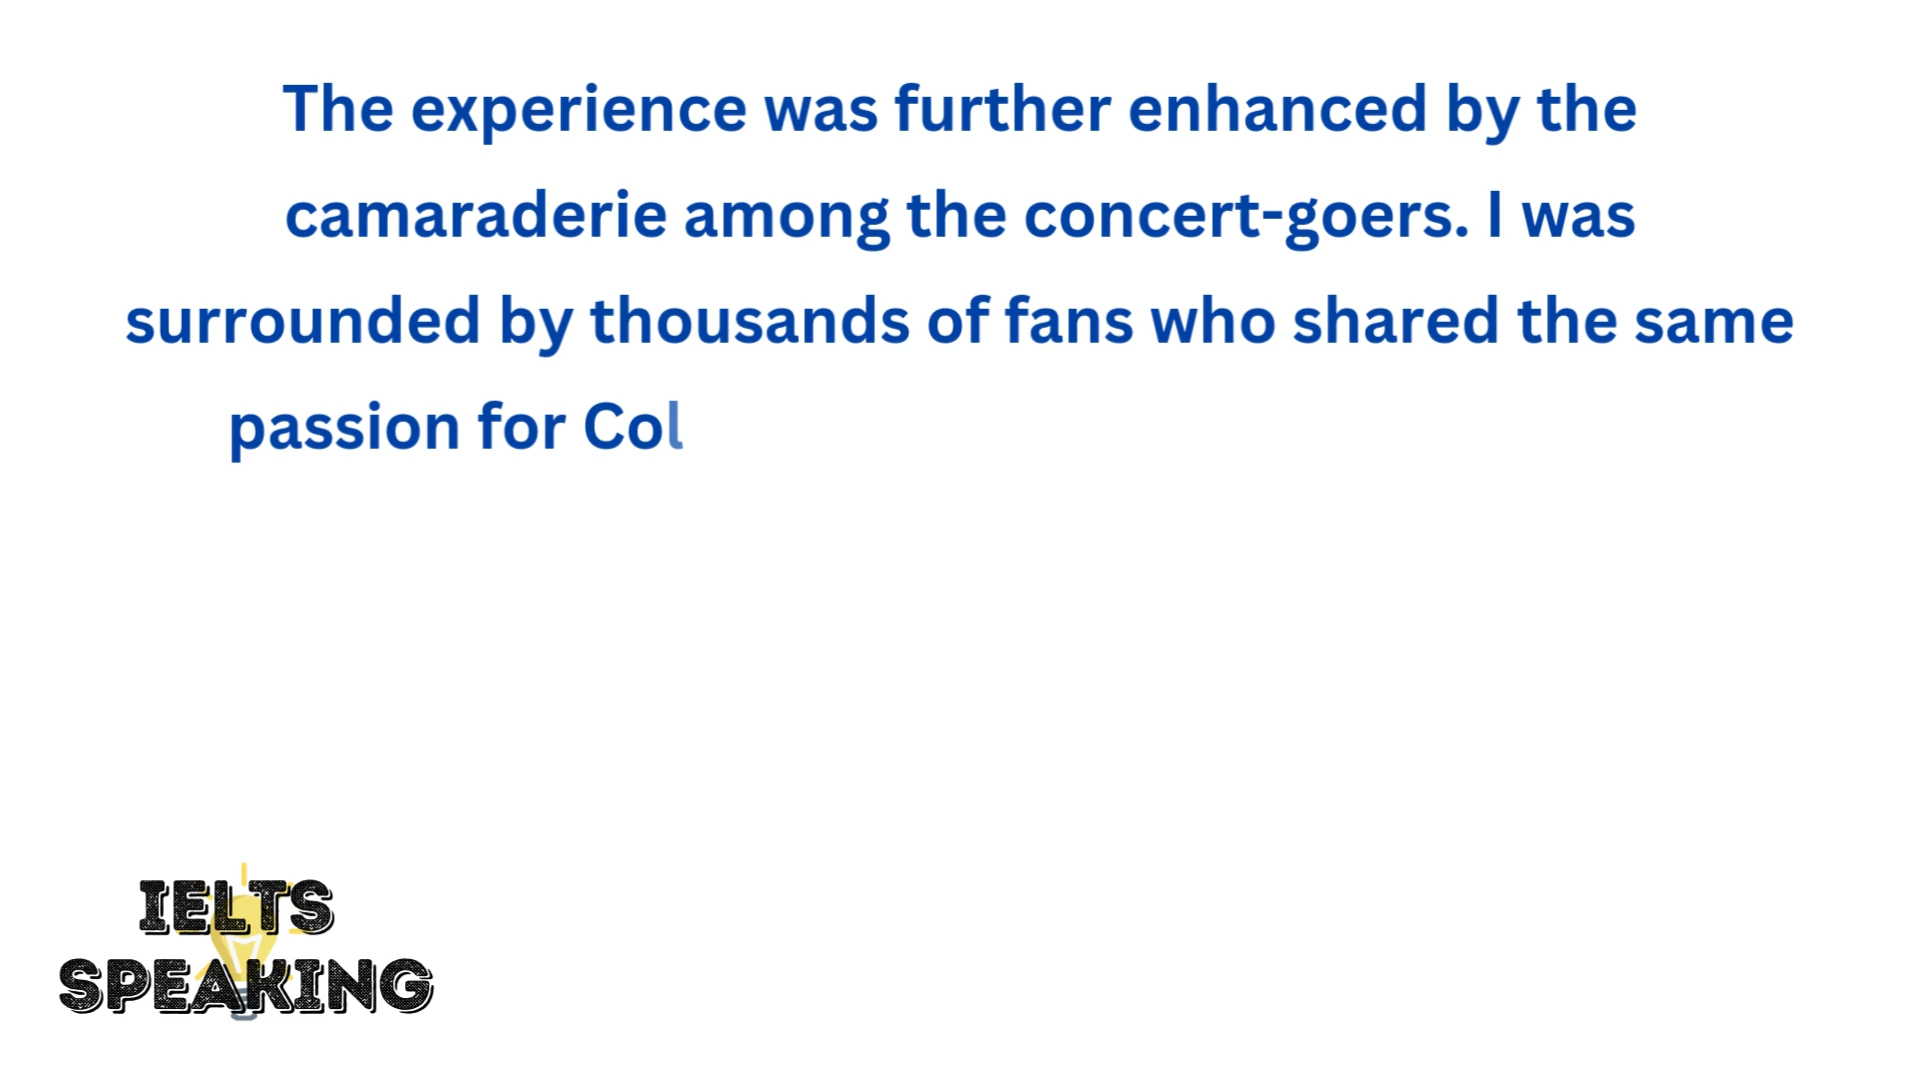 The experience was further enhanced by the
camaraderie among the concert-goers. I was
surrounded by thousands of fans who shared the same
passion for Col
IELTS
SPEAKING